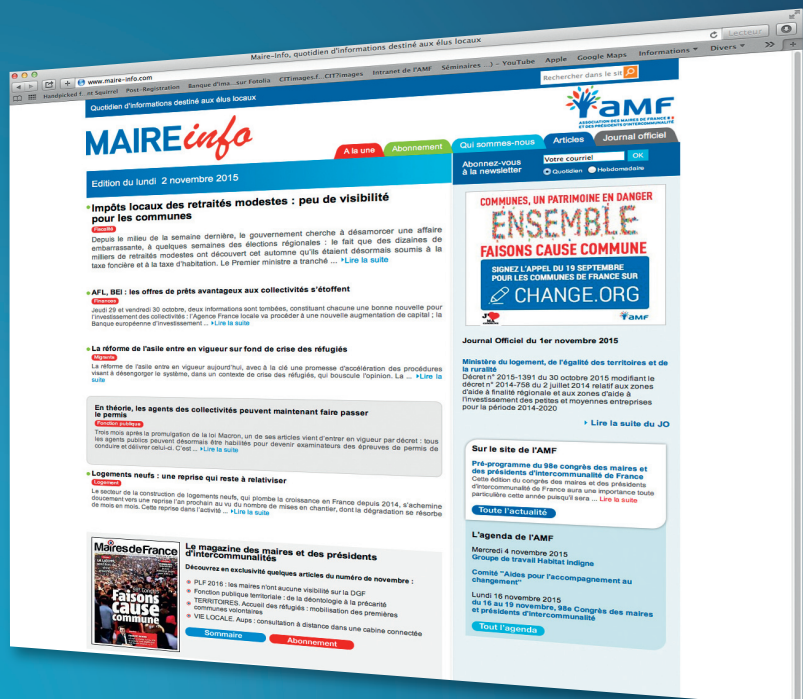 Maire-Info, quotidien d'informations destiné aux élus locaux
www.maire-info.com
Lecteur
Handpicked f...nt Squirrel Post-Registration Banque d'ima...sur Fotolia CITimages.f...CIT'images Intranet de l'AMF Séminaires ...) – YouTube Apple Google Maps Informations Divers
Quotidien d'informations destiné aux élus locaux
Rechercher dans le sit
MAIREinfo
AMF
ASSOCIATION DES MAIRES DE FRANCE
ET DES PRÉSIDENTS D'INTERCOMMUNALITÉ
A la une Abonnement Qui sommes-nous Articles Journal officiel
Edition du lundi 2 novembre 2015
Abonnez-vous
à la newsletter
Votre courriel OK
Quotidien Hebdomadaire
Impôts locaux des retraités modestes : peu de visibilité
pour les communes
Fiscalité
Depuis le milieu de la semaine dernière, le gouvernement cherche à désamorcer une affaire
embarrassante, à quelques semaines des élections régionales : le fait que des dizaines de
milliers de retraités modestes ont découvert cet automne qu'ils étaient désormais soumis à la
taxe foncière et à la taxe d'habitation. Le Premier ministre a tranché ... Lire la suite
AFL, BEI : les offres de prêts avantageux aux collectivités s'étoffent
Finances
Jeudi 29 et vendredi 30 octobre, deux informations sont tombées, constituant chacune une bonne nouvelle pour
l'investissement des collectivités : l'Agence France locale va procéder à une nouvelle augmentation de capital ; la
Banque européenne d'investissement ... Lire la suite
La réforme de l'asile entre en vigueur sur fond de crise des réfugiés
Migrants
La réforme de l'asile entre en vigueur aujourd'hui, avec à la clé une promesse d'accélération des procédures
visant à désengorger le système, dans un contexte de crise des réfugiés, qui bouscule l'opinion. La ... Lire la
suite
En théorie, les agents des collectivités peuvent maintenant faire passer
le permis
Fonction publique
Trois mois après la promulgation de la loi Macron, un de ses articles vient d'entrer en vigueur par décret : tous
les agents publics peuvent désormais être habilités pour devenir examinateurs des épreuves de permis de
conduire et délivrer celui-ci. C'est ... Lire la suite
Logements neufs : une reprise qui reste à relativiser
Logement
Le secteur de la construction de logements neufs, qui plombe la croissance en France depuis 2014, s'achemine
doucement vers une reprise l'an prochain au vu du nombre de mises en chantier, dont la dégradation se résorbe
de mois en mois. Cette reprise dans l'activité ... Lire la suite
Maires de France
Faisons
cause
commune
Le magazine des maires et des présidents
d'intercommunalités
Découvrez en exclusivité quelques articles du numéro de novembre :
PLF 2016 : les maires n'ont aucune visibilité sur la DGF
Fonction publique territoriale : de la déontologie à la précarité
TERRITOIRES. Accueil des réfugiés : mobilisation des premières
communes volontaires
VIE LOCALE. Aups : consultation à distance dans une cabine connectée
Sommaire Abonnement
COMMUNES, UN PATRIMOINE EN DANGER
ENSEMBLE
FAISONS CAUSE COMMUNE
SIGNEZ L'APPEL DU 19 SEPTEMBRE
POUR LES COMMUNES DE FRANCE SUR
CHANGE.ORG
AMF
Journal Officiel du 1er novembre 2015
Ministère du logement, de l'égalité des territoires et de
la ruralité
Décret n° 2015-1391 du 30 octobre 2015 modifiant le
décret n° 2014-758 du 2 juillet 2014 relatif aux zones
d'aide à finalité régionale et aux zones d'aide à
l'investissement des petites et moyennes entreprises
pour la période 2014-2020
Lire la suite du JO
Sur le site de l'AMF
Pré-programme du 98e congrès des maires et
des présidents d'intercommunalité de France
Cette édition du congrès des maires et des présidents
d'intercommunalité de France aura une importance toute
particulière cette année puisqu'il sera ... Lire la suite
Toute l'actualité
L'agenda de l'AMF
Mercredi 4 novembre 2015
Groupe de travail Habitat indigne
Comité "Aides pour l'accompagnement au
changement"
Lundi 16 novembre 2015
du 16 au 19 novembre, 98e Congrès des maires
et présidents d'intercommunalité
Tout l'agenda